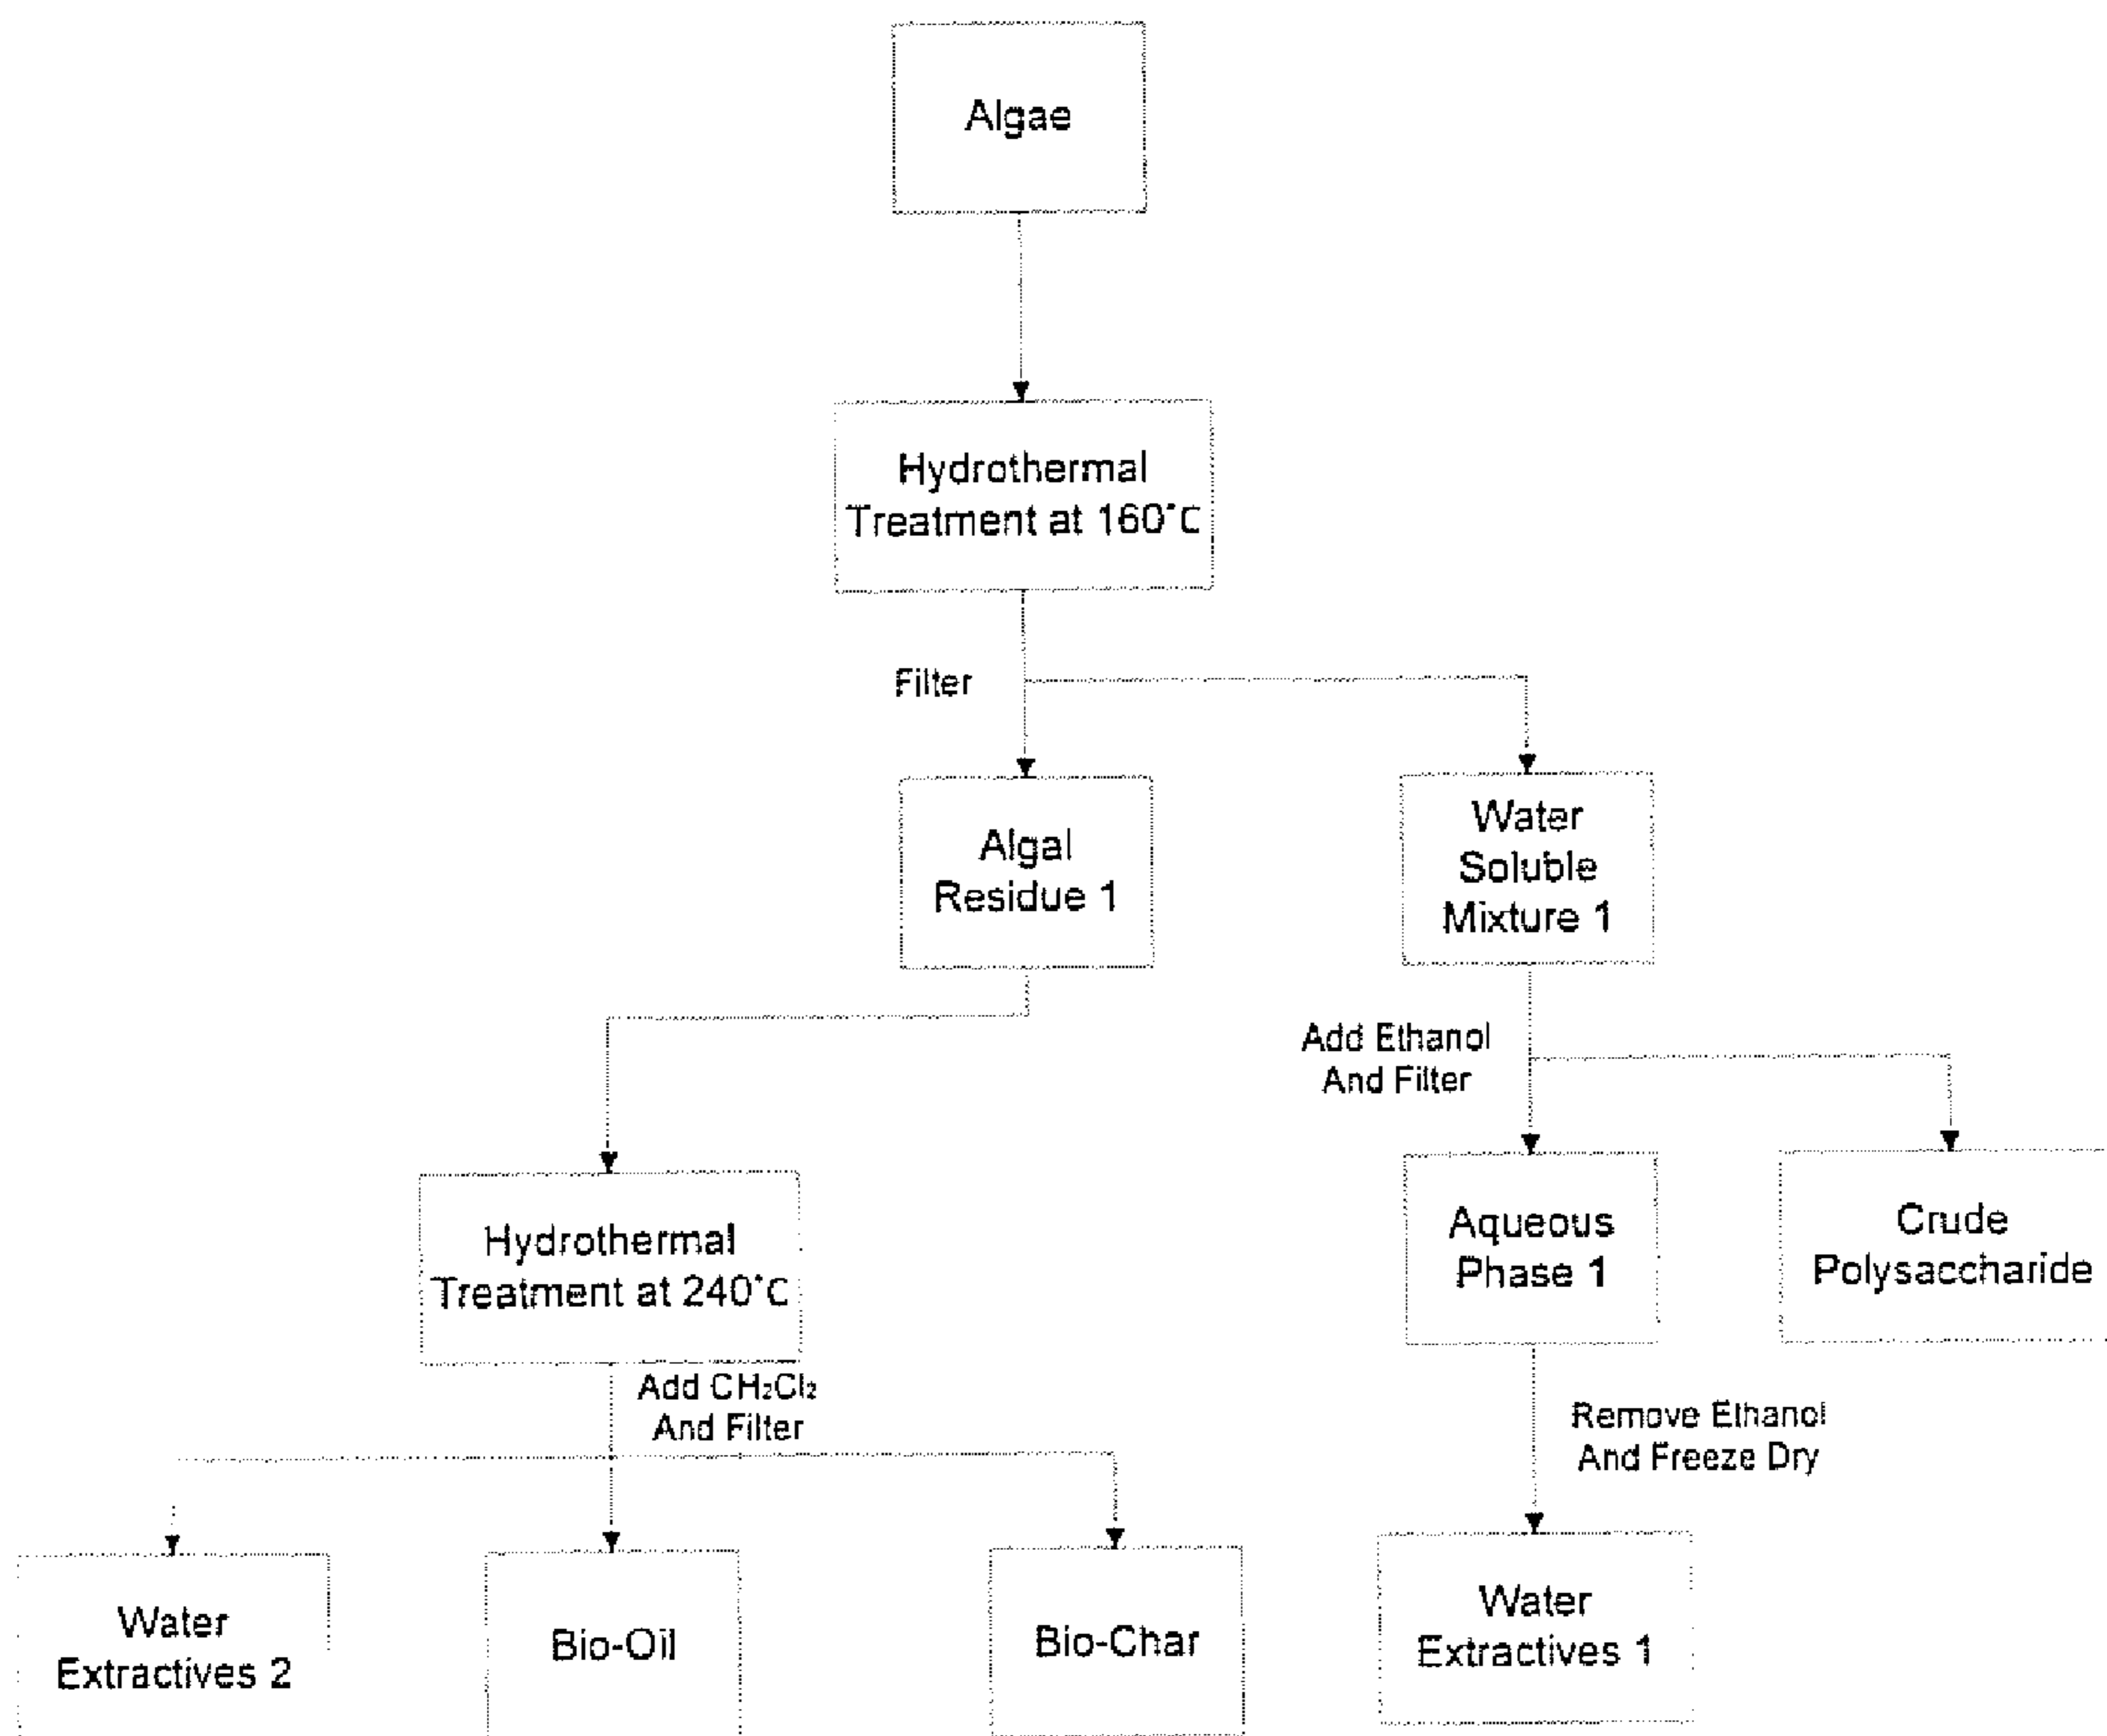 Algae
Hydrothermal
Treatment at 160°C
Filter
Algal
Residue 1
Water
Soluble
Mixture 1
Add Ethanol
And Filter
Hydrothermal
Treatment at 240°C
Aqueous
Phase 1
Crude
Polysaccharide
Add CH₂Cl₂
And Filter
Remove Ethanol
And Freeze Dry
Water
Extractives 2
Bio-Oil
Bio-Char
Water
Extractives 1